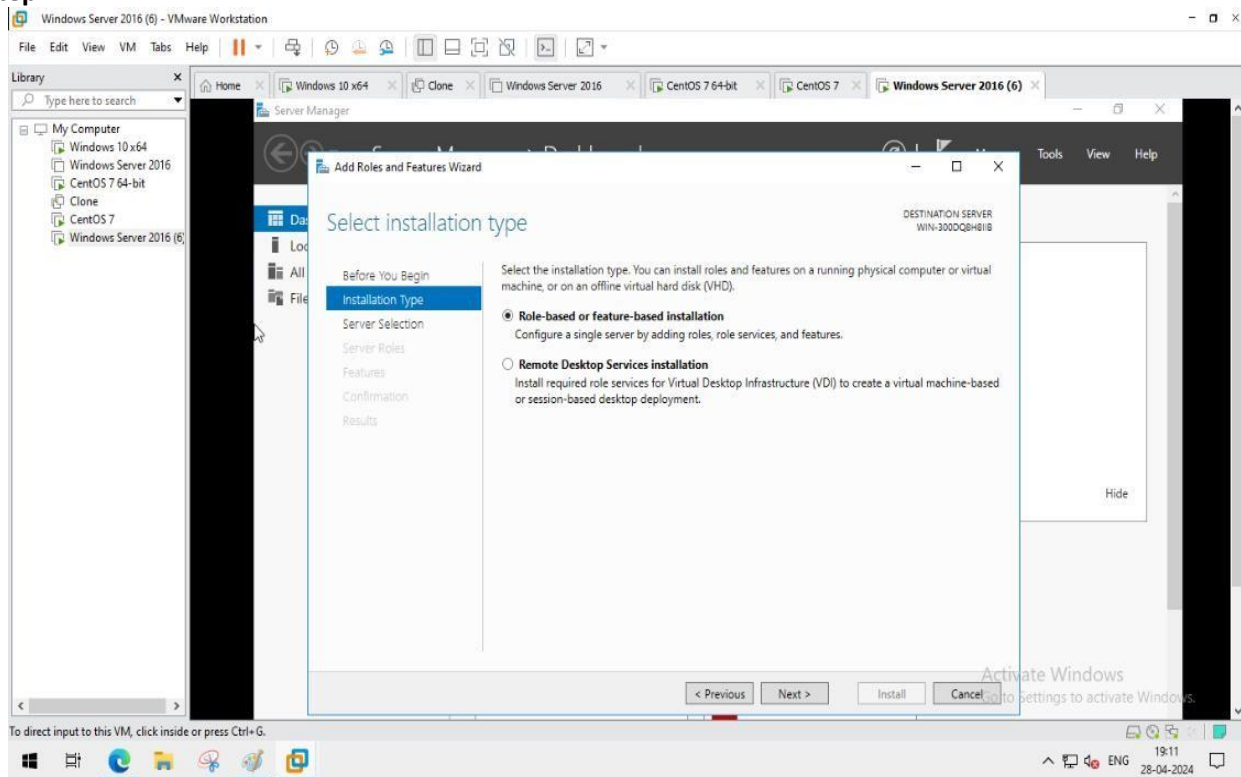 Windows Server 2016 (6) - VMware Workstation
File Edit View VM Tabs Help
Library
Type here to search
My Computer
Windows 10 x64
Windows Server 2016
CentOS 7 64-bit
Clone
CentOS 7
Windows Server 2016 (6)
Home Windows 10 x64 Clone Windows Server 2016 CentOS 7 64-bit CentOS 7 Windows Server 2016 (6)
Server Manager
Tools View Help
Add Roles and Features Wizard
Select installation type
DESTINATION SERVER
Da
Loc
All
File
Before You Begin
Installation Type
Server Selection
Server Roles
Features
Confirmation
Results
Select the installation type. You can install roles and features on a running physical computer or virtual
machine, or on an offline virtual hard disk (VHD).
Role-based or feature-based installation
Configure a single server by adding roles, role services, and features.
Remote Desktop Services installation
Install required role services for Virtual Desktop Infrastructure (VDI) to create a virtual machine-based
or session-based desktop deployment.
Hide
< Previous Next > Install Cancel
Activate Windows
Go to Settings to activate Windows.
To direct input to this VM, click inside or press Ctrl+G.
ENG
19:11
28-04-2024